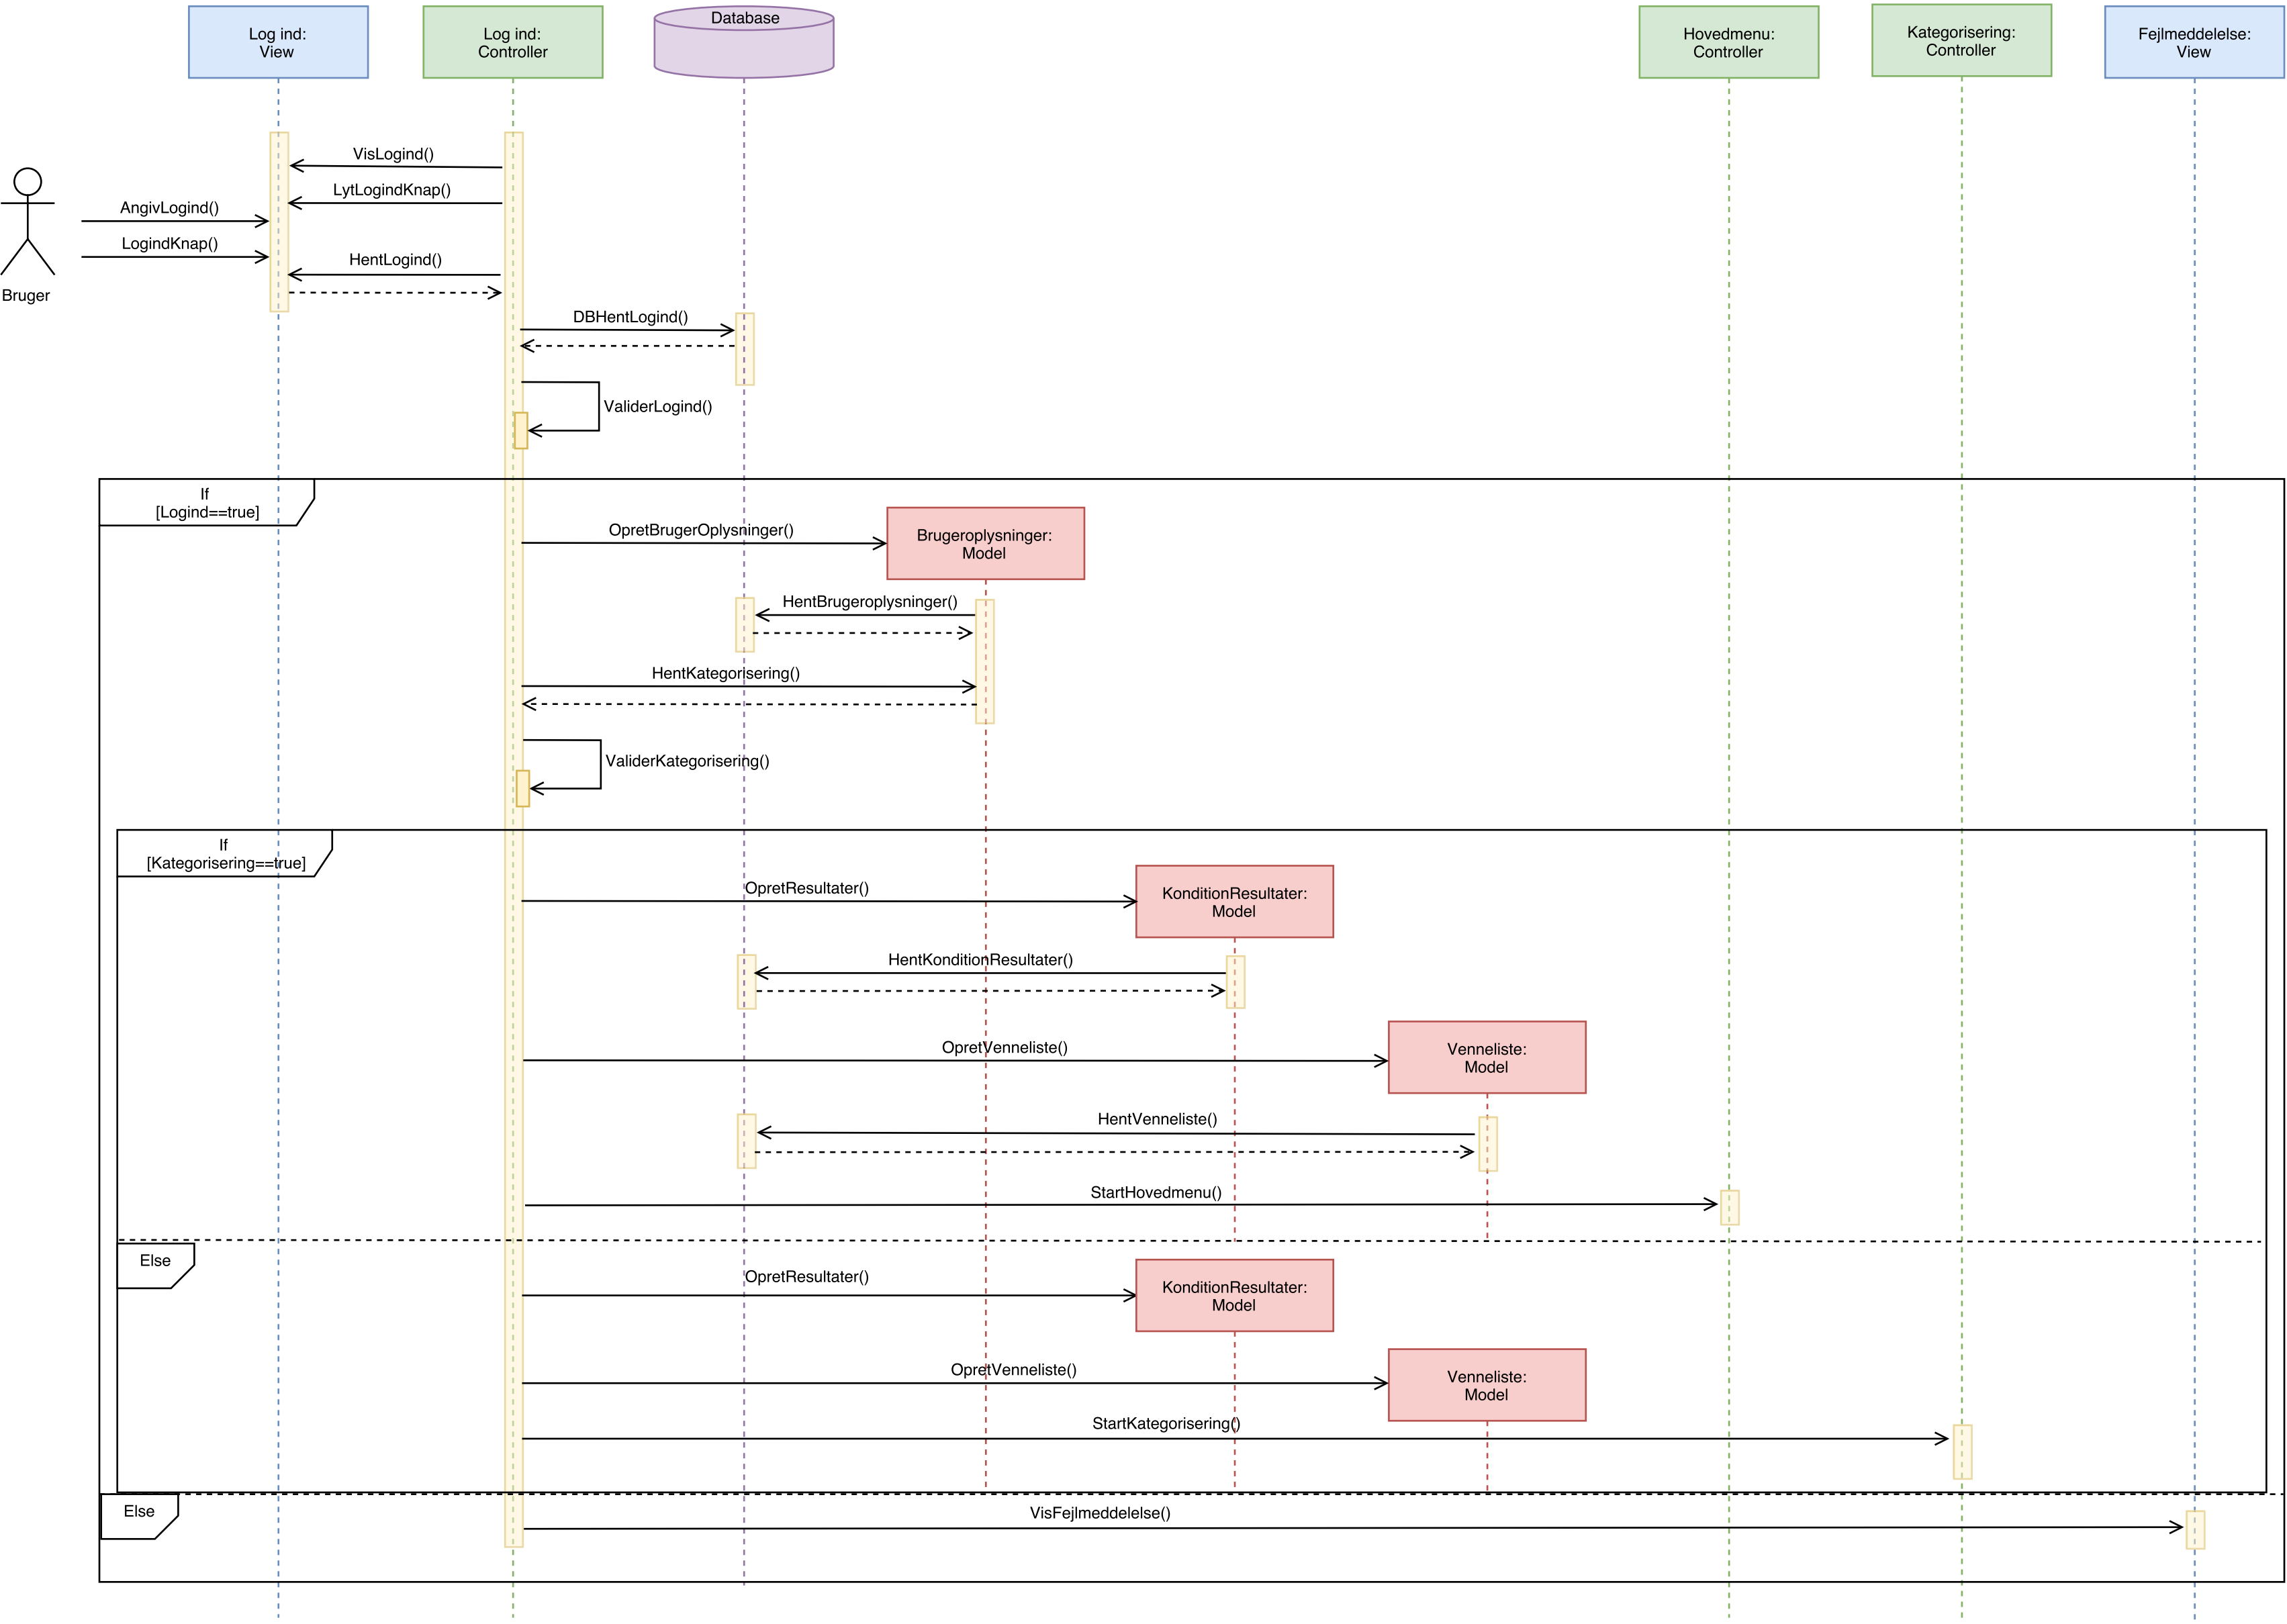 Log ind:
View
Log ind:
Controller
Database
Hovedmenu:
Controller
Kategorisering:
Controller
Fejlmeddelelse:
View
VisLogind()
LytLogindKnap()
AngivLogind()
LogindKnap()
HentLogind()
Bruger
DBHentLogind()
ValiderLogind()
If
[Logind==true]
OpretBrugerOplysninger()
Brugeroplysninger:
Model
HentBrugeroplysninger()
HentKategorisering()
ValiderKategorisering()
If
[Kategorisering==true]
OpretResultater()
KonditionResultater:
Model
HentKonditionResultater()
OpretVenneliste()
Venneliste:
Model
HentVenneliste()
StartHovedmenu()
Else
OpretResultater()
KonditionResultater:
Model
OpretVenneliste()
Venneliste:
Model
StartKategorisering()
Else
VisFejlmeddelelse()